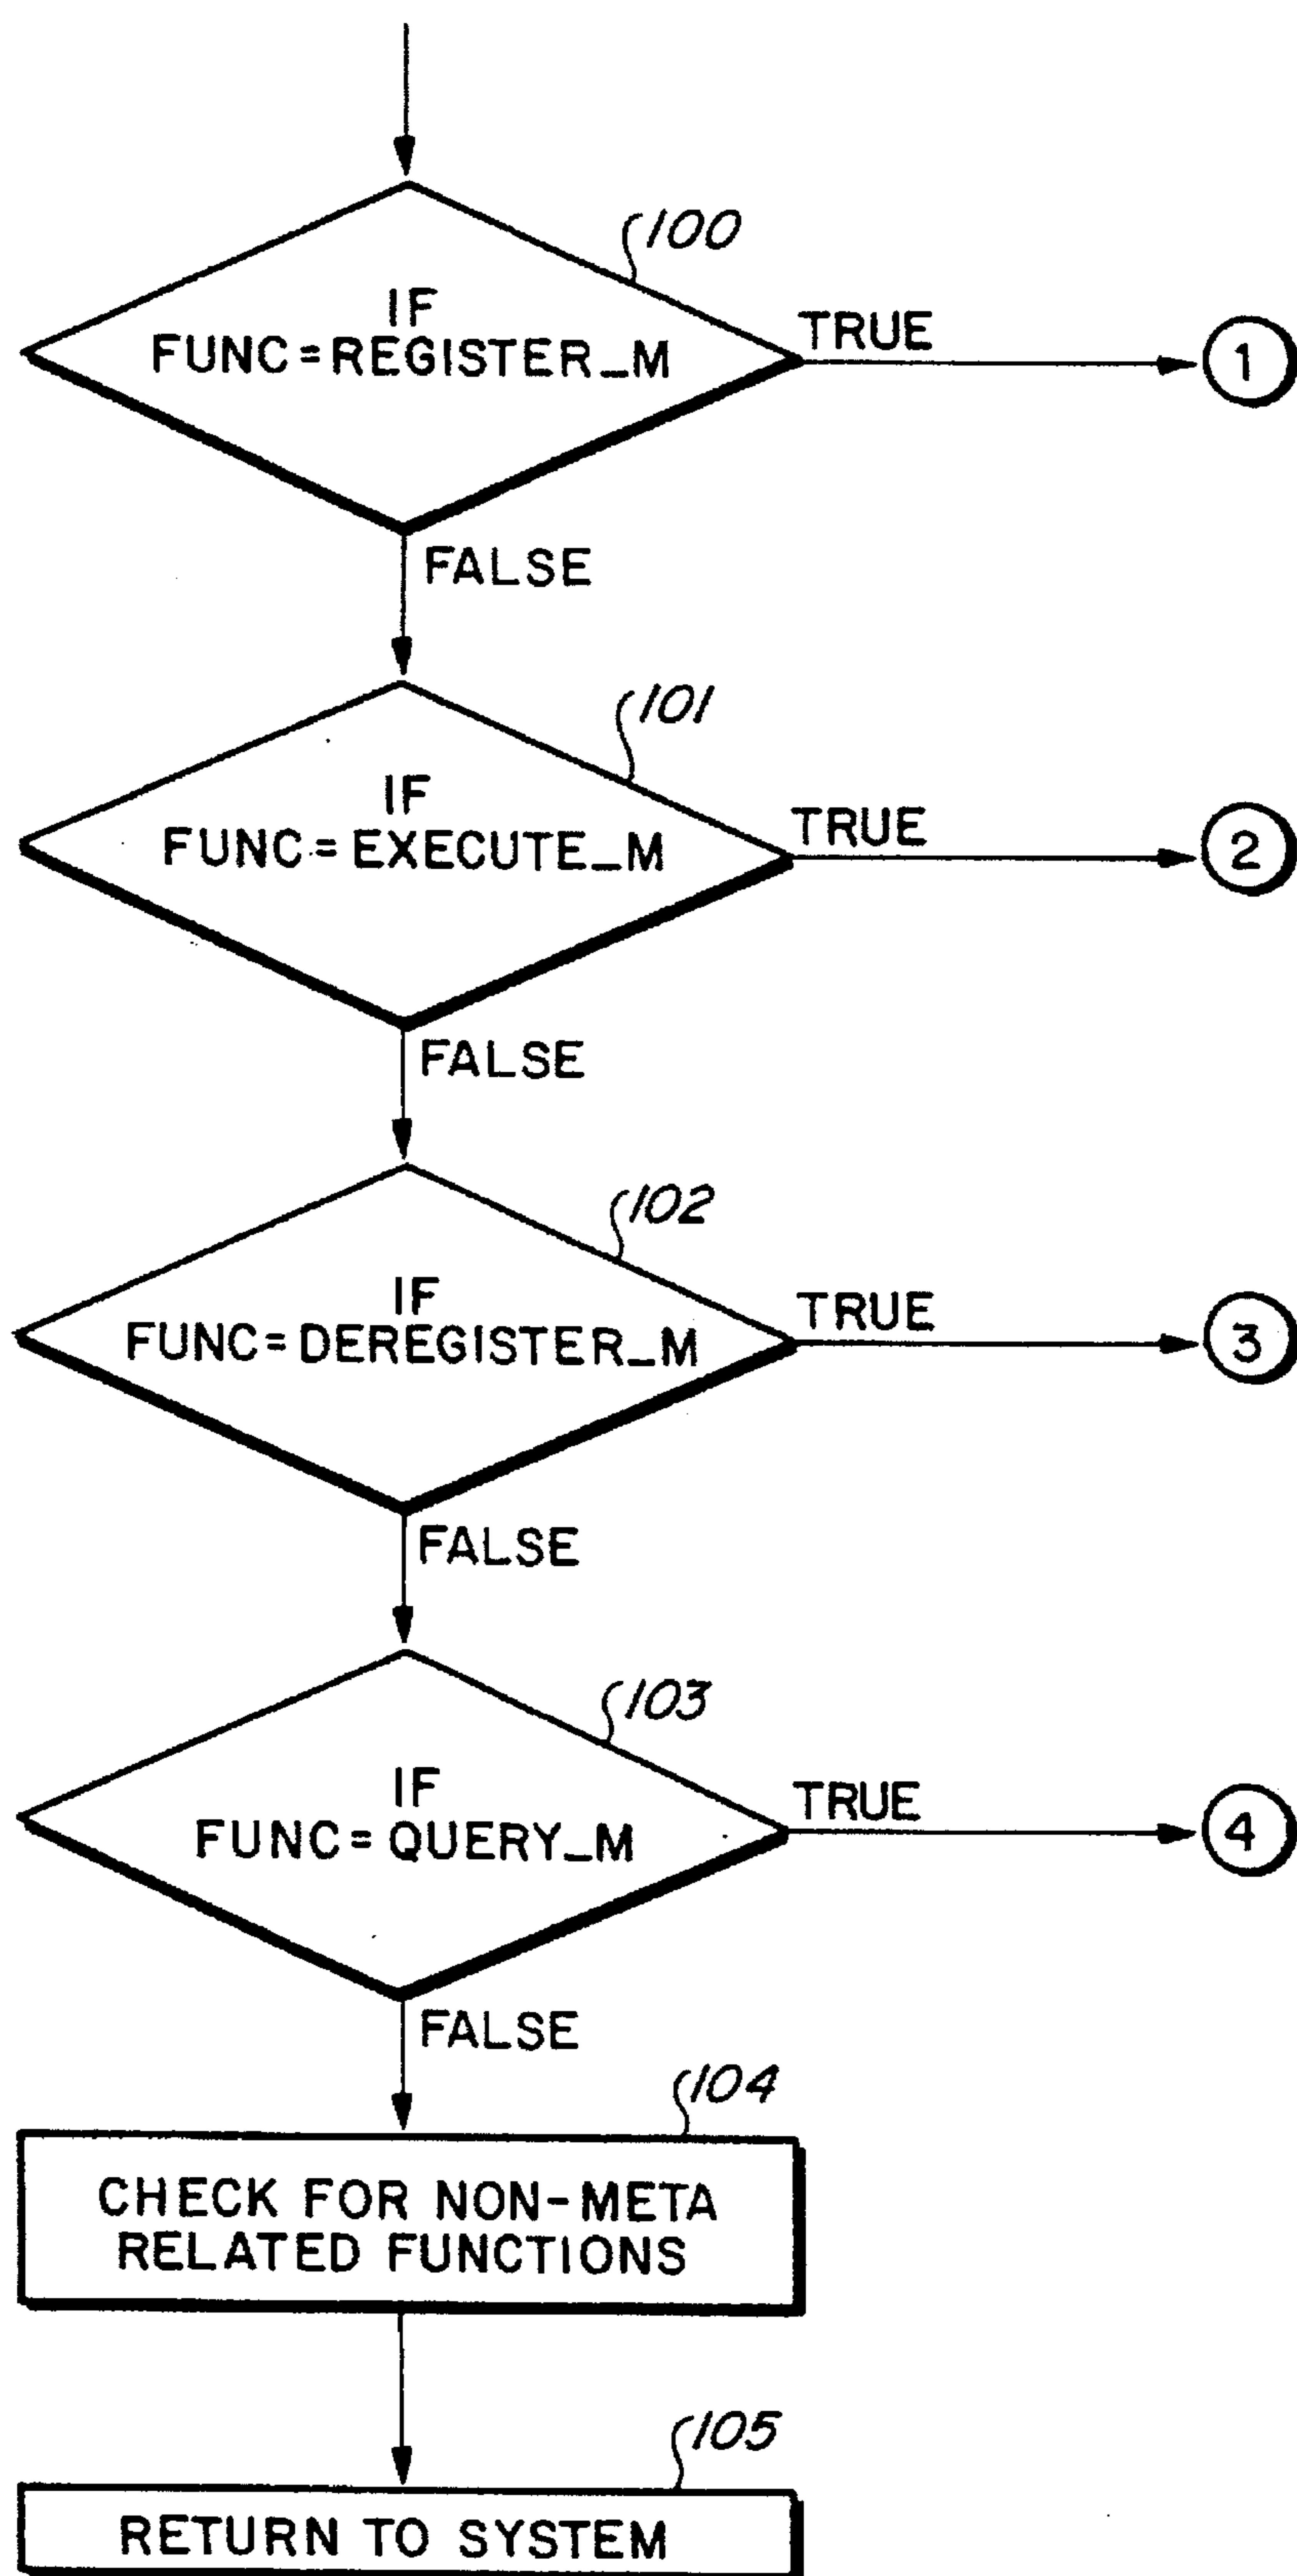 100
IF
FUNC=REGISTER_M
TRUE
1
FALSE
101
IF
FUNC=EXECUTE_M
TRUE
2
FALSE
102
IF
FUNC=DEREGISTER_M
TRUE
3
FALSE
103
IF
FUNC=QUERY_M
TRUE
4
FALSE
104
CHECK FOR NON-META
RELATED FUNCTIONS
105
RETURN TO SYSTEM